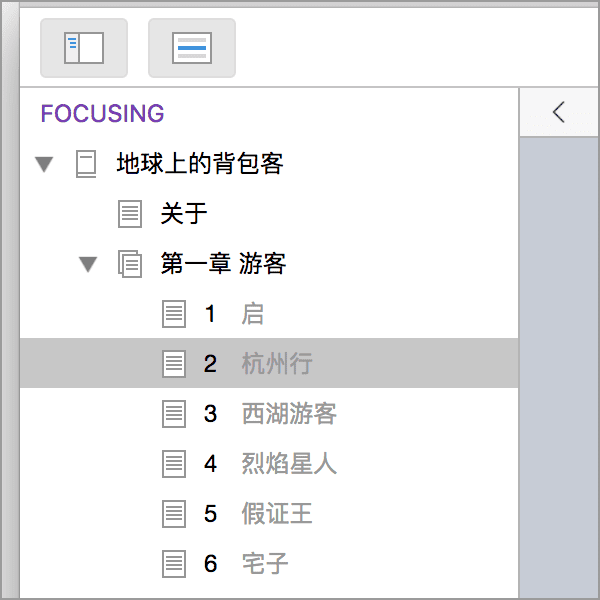 FOCUSING
地球上的背包客
关于
第一章 游客
1 启
2 杭州行
3 西湖游客
4 烈焰星人
5 假证王
6 宅子